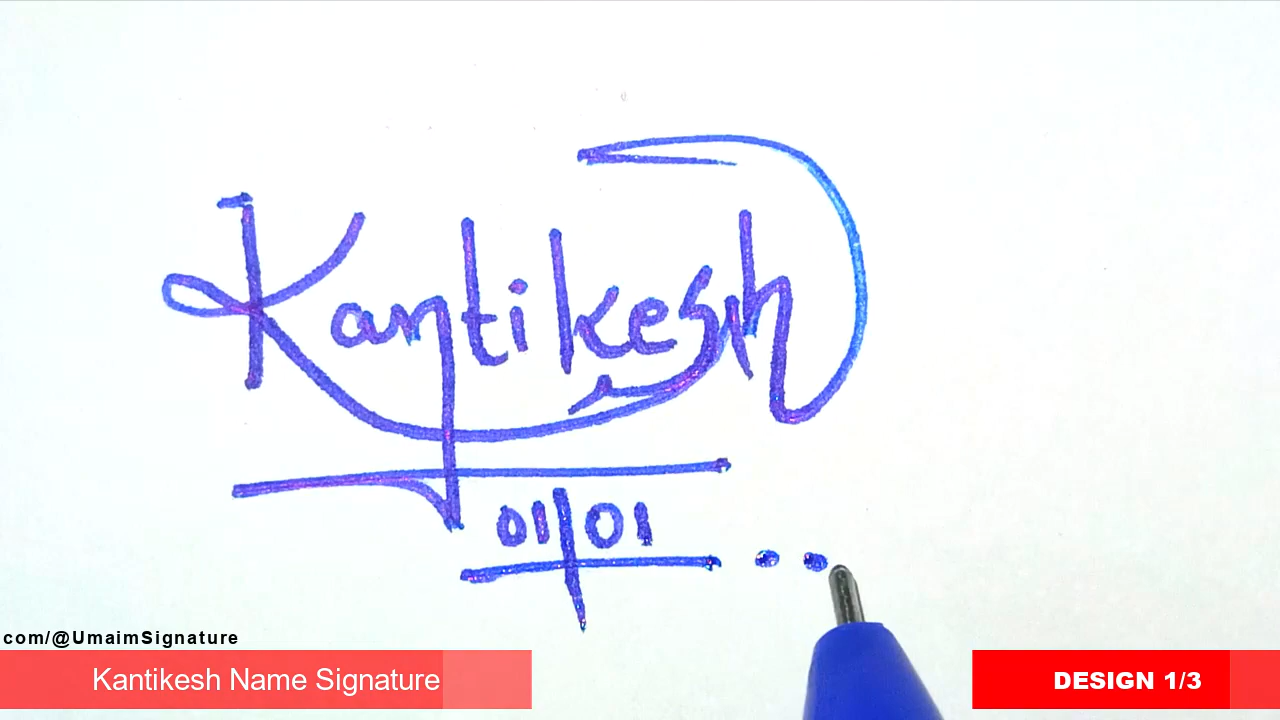 Kantikesh
01/01
com/@UmaimSignature
Kantikesh Name Signature
DESIGN 1/3